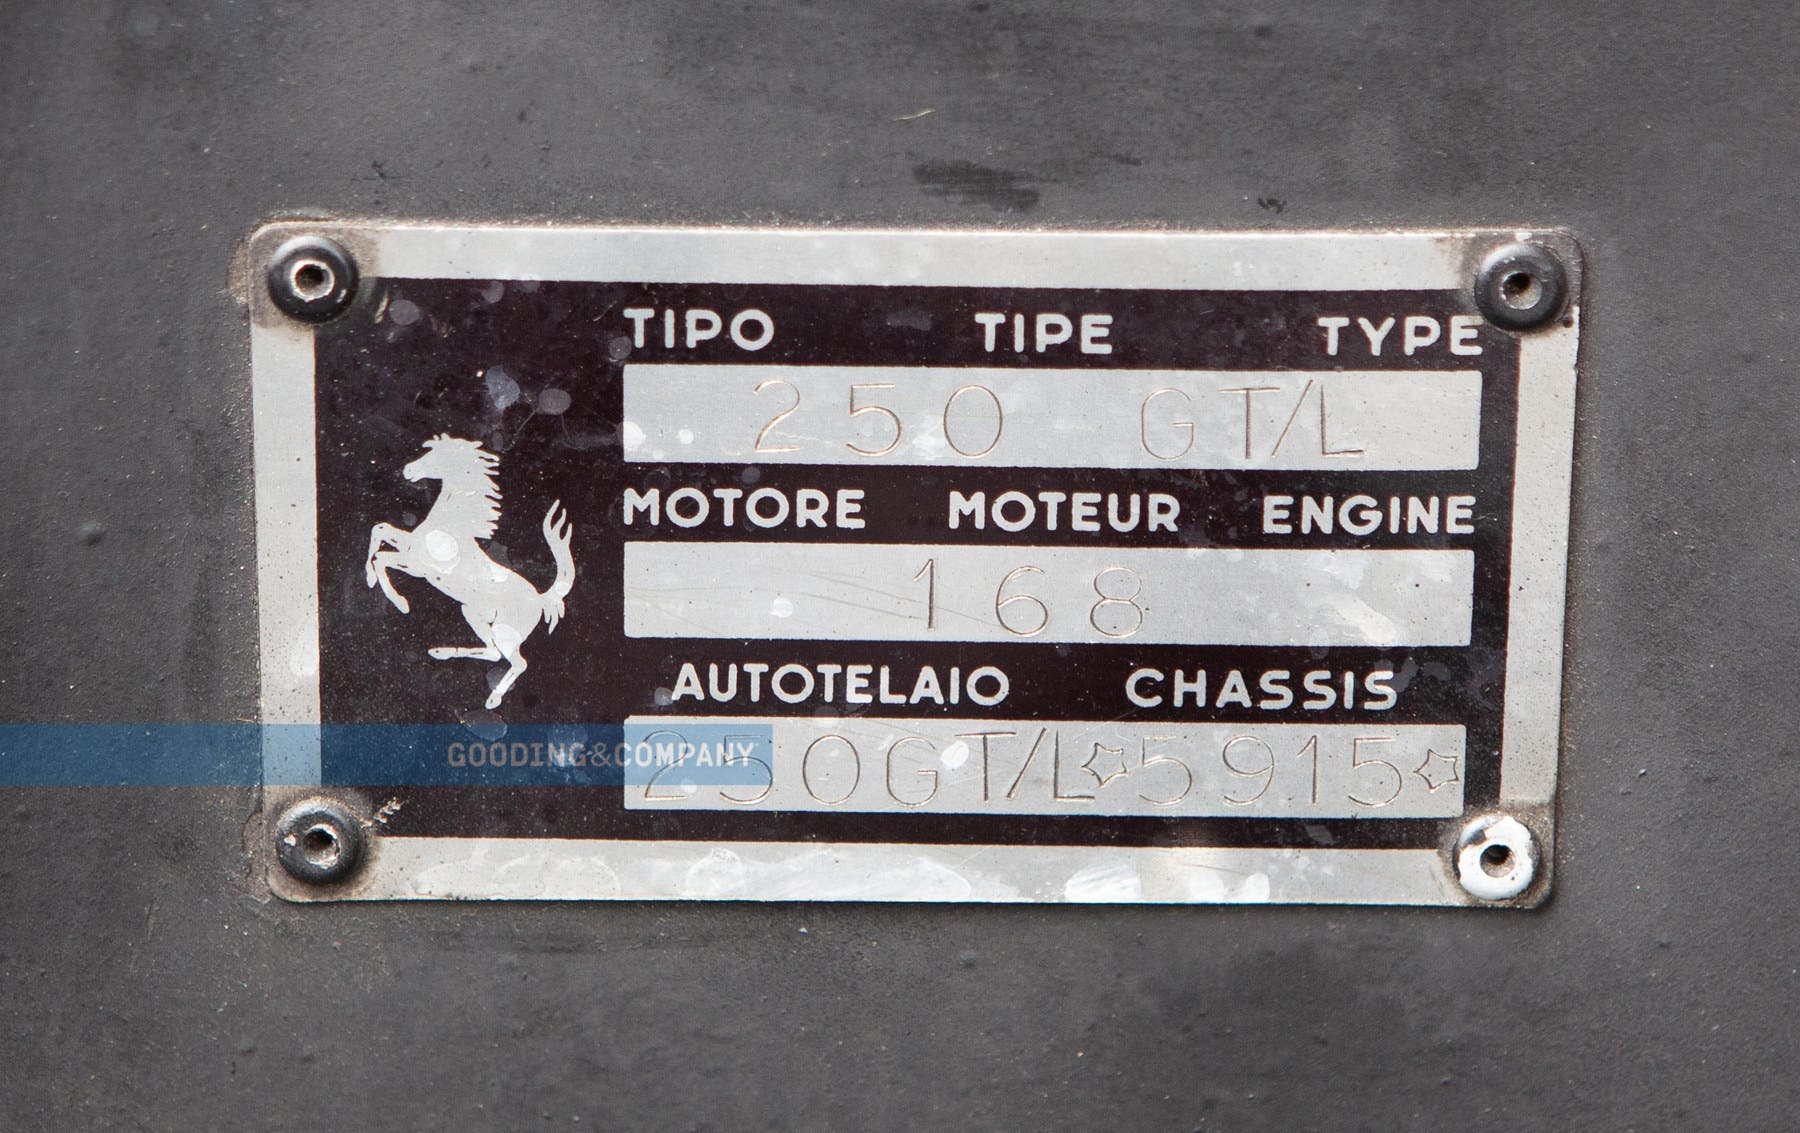 TIPO TIPE TYPE
250 GT/L
MOTORE MOTEUR ENGINE
168
AUTOTELAIO CHASSIS
250GT/L☆5915☆
GOODING&COMPANY